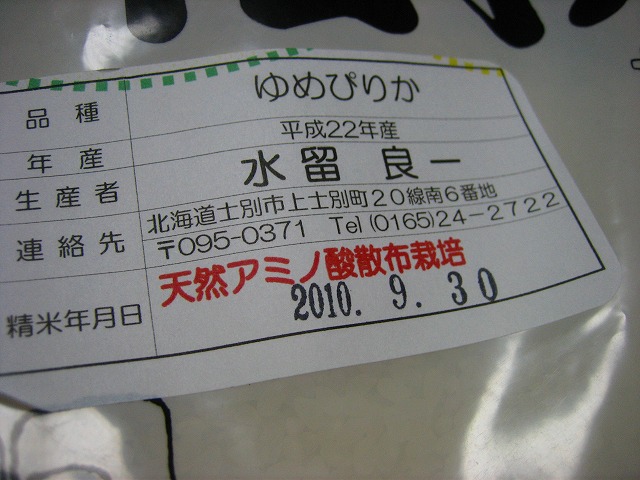 品種 ゆめぴりか
年産 平成22年産
生産者 水留 良一
連絡先 北海道士別市上士別町20線南6番地
〒095-0371 Tel (0165)24-2722
天然アミノ酸散布栽培
精米年月日 2010. 9. 30